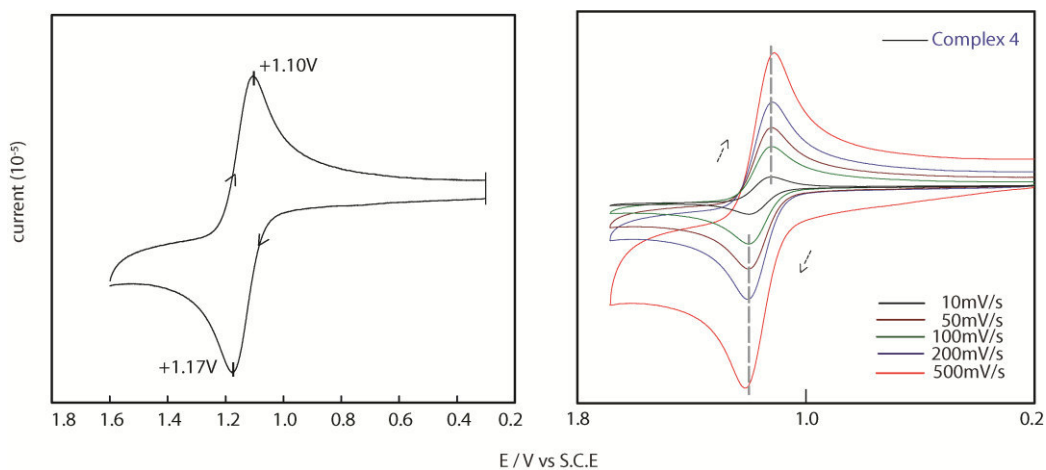 +1.10V
+1.17V
current (10⁻⁵)
1.8 1.6 1.4 1.2 1.0 0.8 0.6 0.4 0.2
Complex 4
10mV/s
50mV/s
100mV/s
200mV/s
500mV/s
1.8 1.0 0.2
E / V vs S.C.E